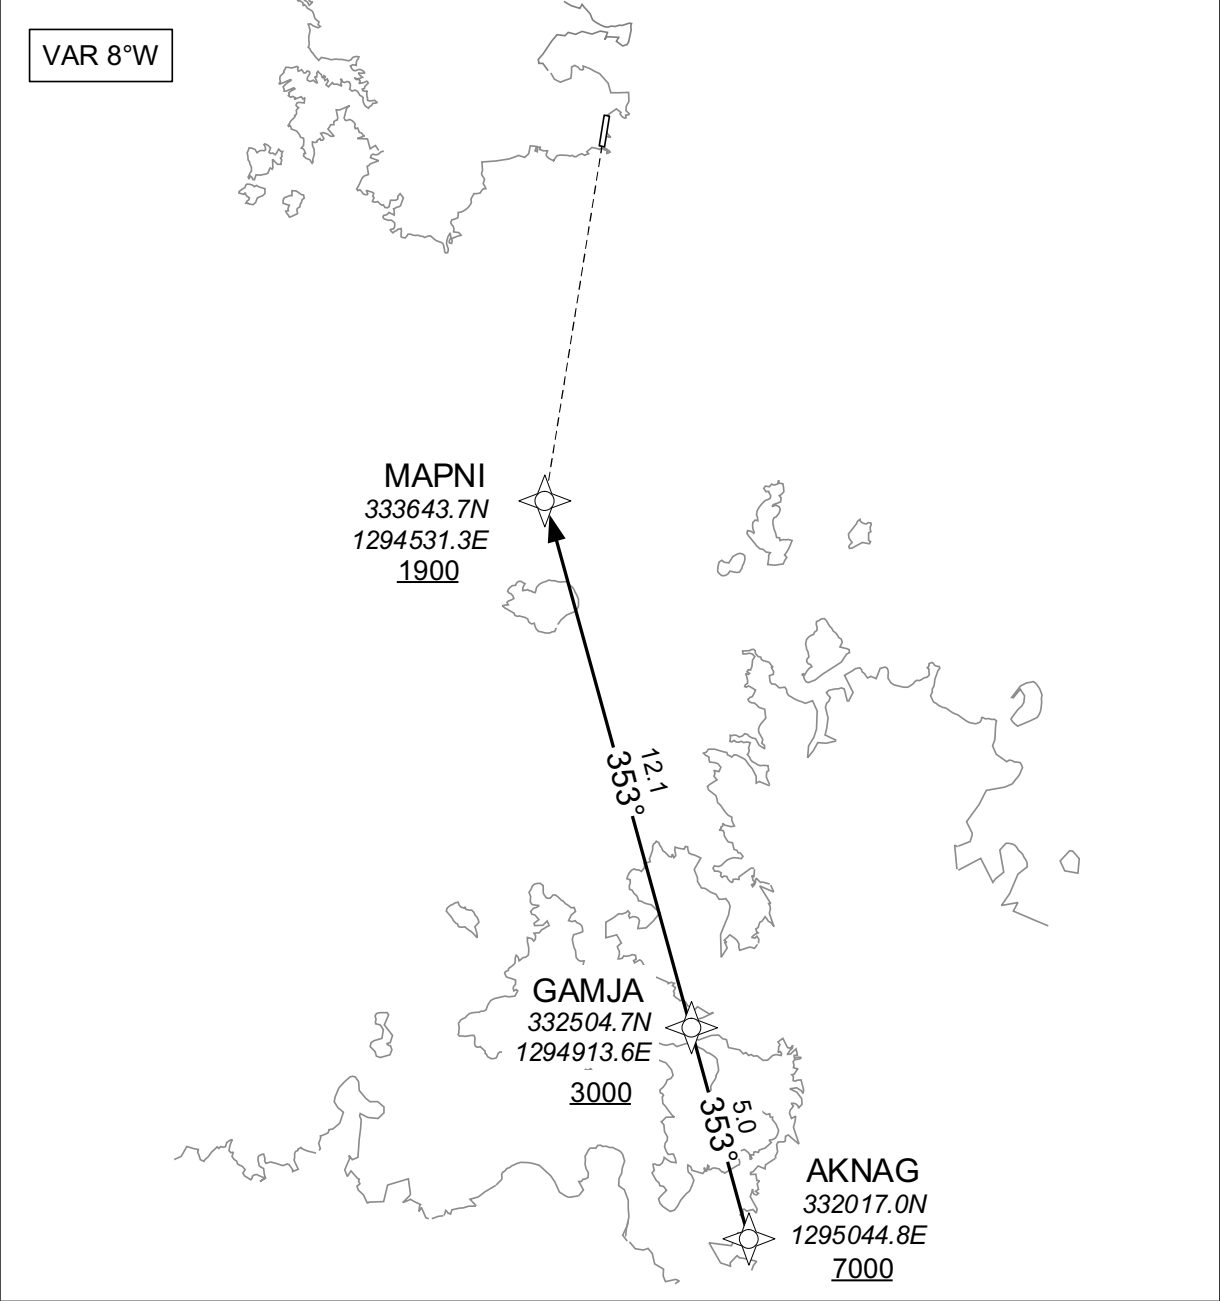 VAR 8°W
MAPNI
333643.7N
1294531.3E
1900
12.1
353°
GAMJA
332504.7N
1294913.6E
3000
5.0
353°
AKNAG
332017.0N
1295044.8E
7000